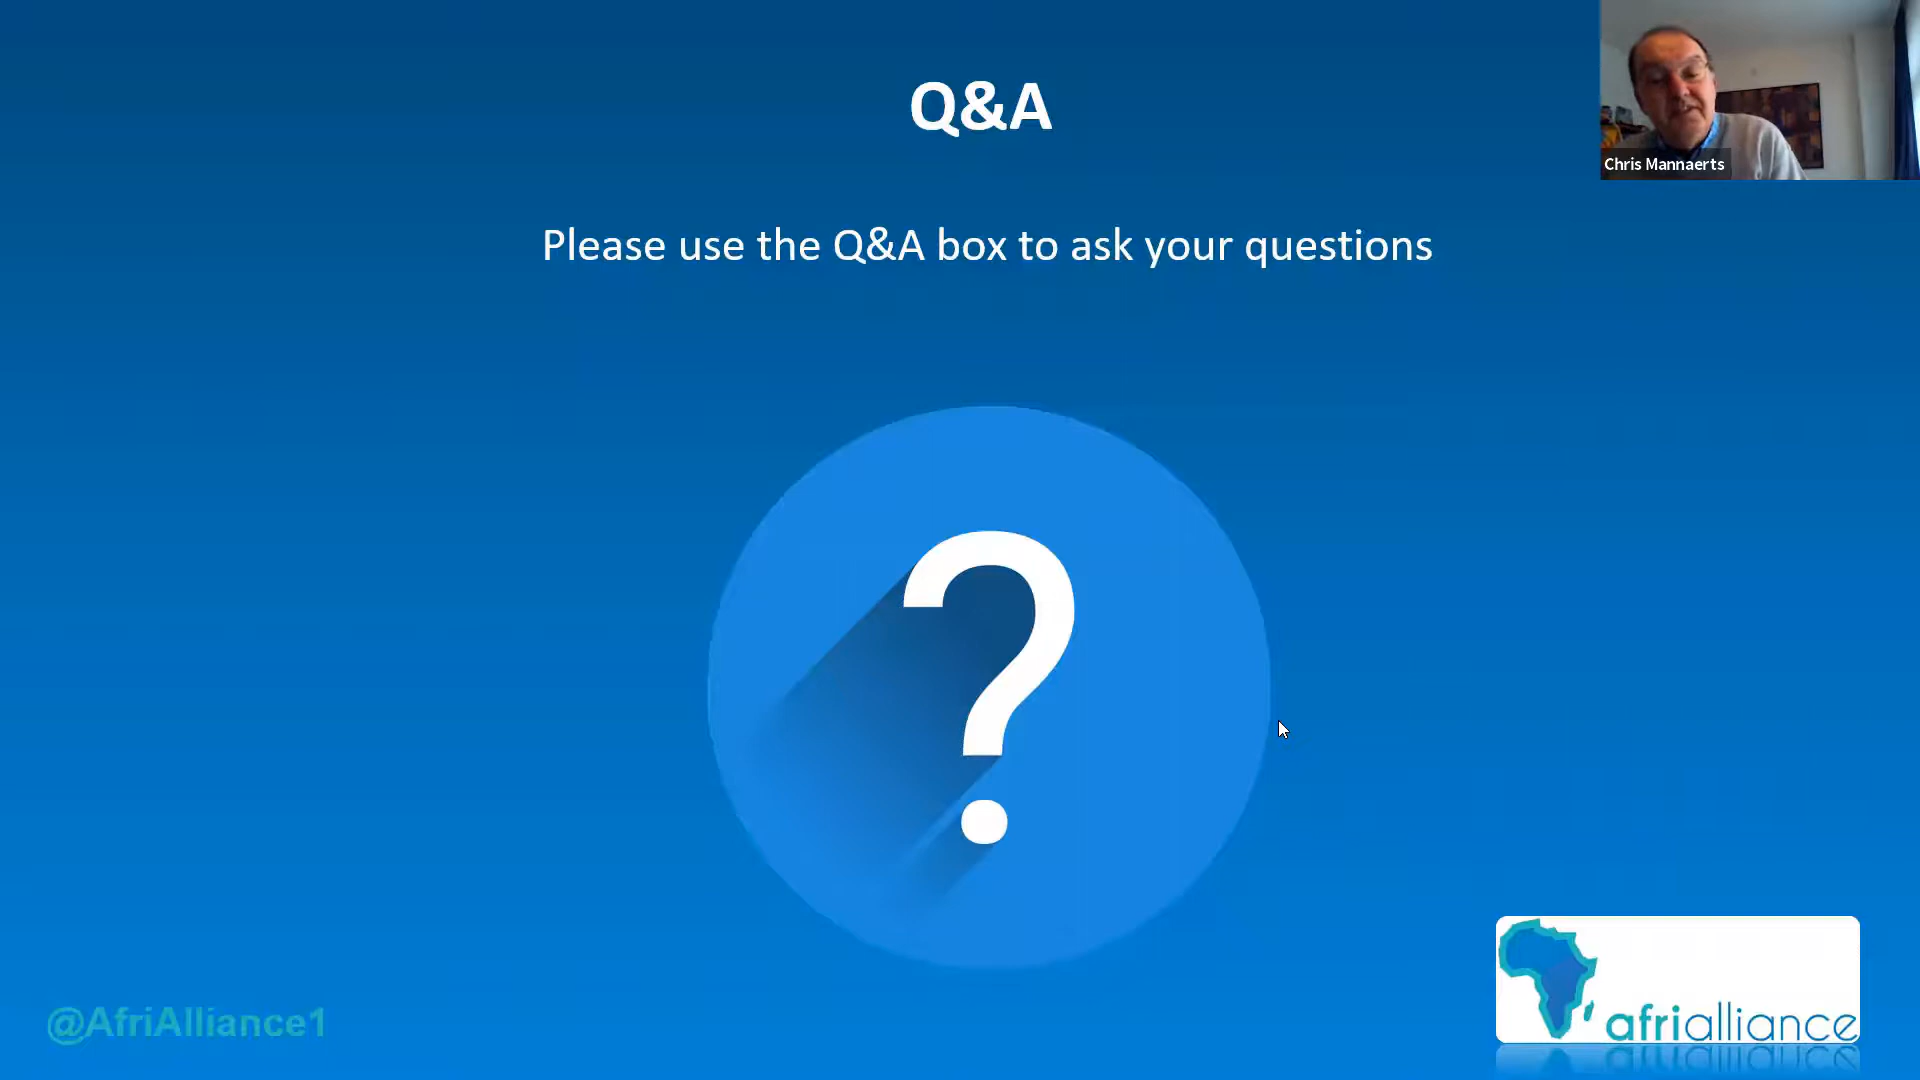 Q&A
Chris Mannaerts
Please use the Q&A box to ask your questions
?
@AfriAlliance1
afrialliance